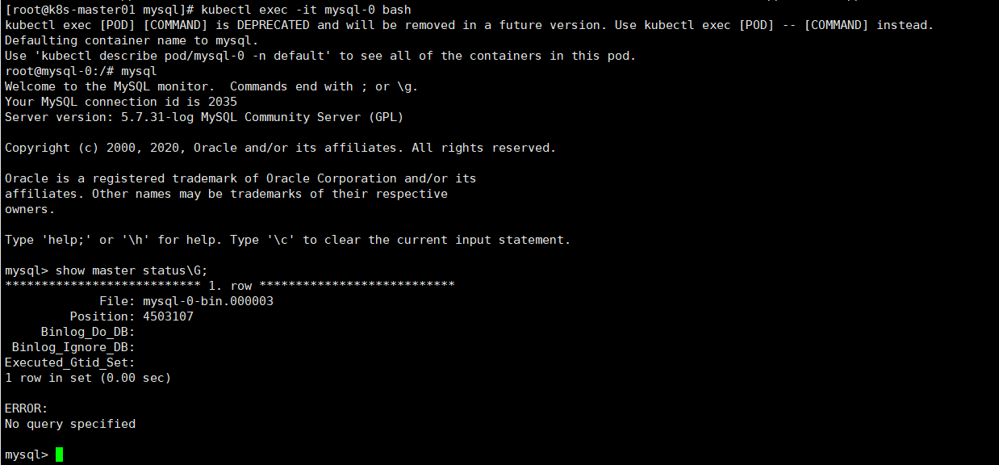 [root@k8s-master01 mysql]# kubectl exec -it mysql-0 bash
kubectl exec [POD] [COMMAND] is DEPRECATED and will be removed in a future version. Use kubectl exec [POD] -- [COMMAND] instead.
Defaulting container name to mysql.
Use 'kubectl describe pod/mysql-0 -n default' to see all of the containers in this pod.
root@mysql-0:/# mysql
Welcome to the MySQL monitor.  Commands end with ; or \g.
Your MySQL connection id is 2035
Server version: 5.7.31-log MySQL Community Server (GPL)

Copyright (c) 2000, 2020, Oracle and/or its affiliates. All rights reserved.

Oracle is a registered trademark of Oracle Corporation and/or its
affiliates. Other names may be trademarks of their respective
owners.

Type 'help;' or '\h' for help. Type '\c' to clear the current input statement.

mysql> show master status\G;
*************************** 1. row ***************************
             File: mysql-0-bin.000003
         Position: 4503107
     Binlog_Do_DB:
 Binlog_Ignore_DB:
Executed_Gtid_Set:
1 row in set (0.00 sec)

ERROR:
No query specified

mysql>